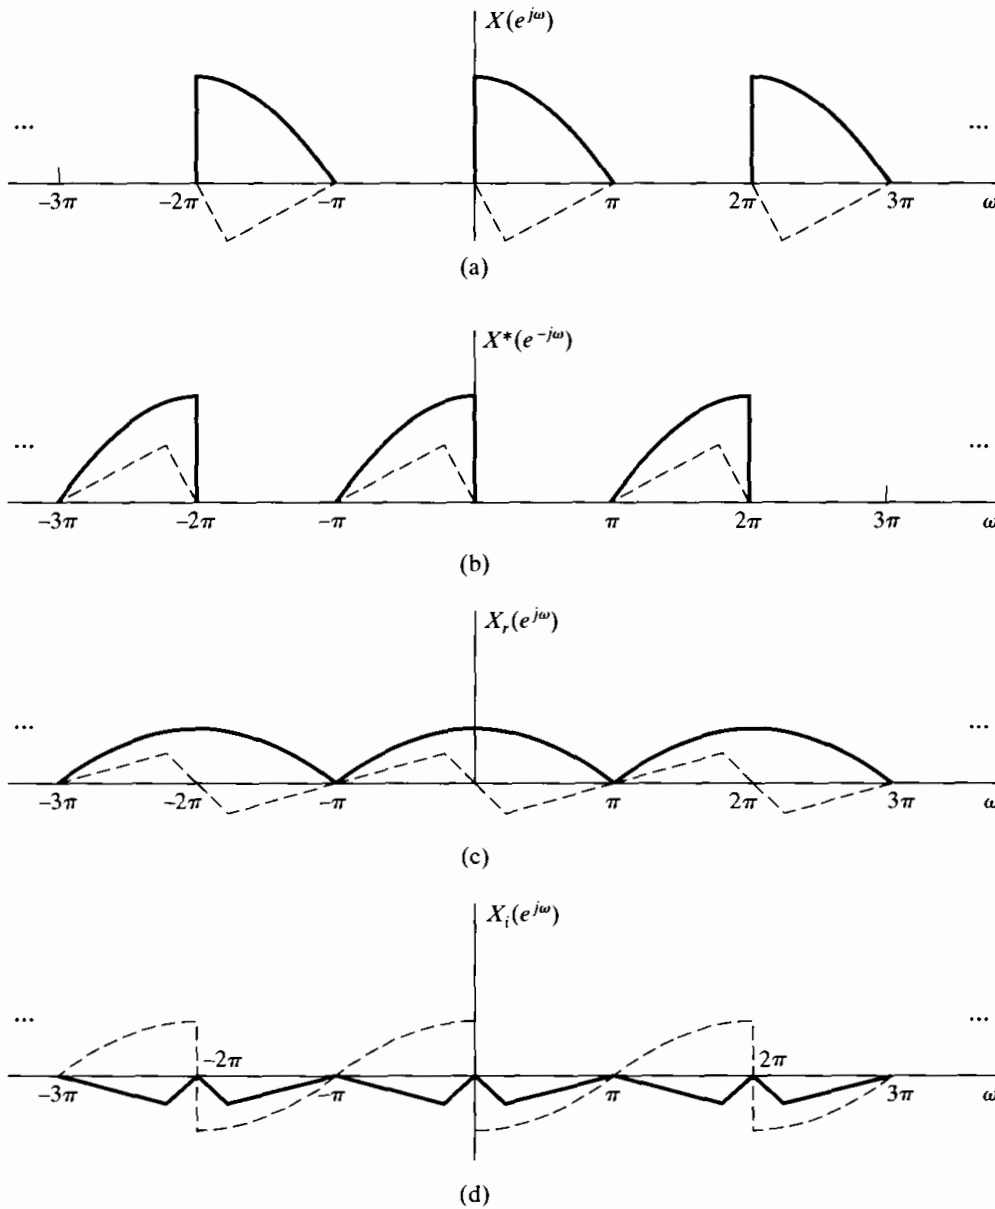 X(e^{jω})
... ...
−3π −2π −π π 2π 3π ω
(a)
X*(e^{−jω})
... ...
−3π −2π −π π 2π 3π ω
(b)
X_r(e^{jω})
... ...
−3π −2π −π π 2π 3π ω
(c)
X_i(e^{jω})
... ...
−2π 2π
−3π −π π 3π ω
(d)